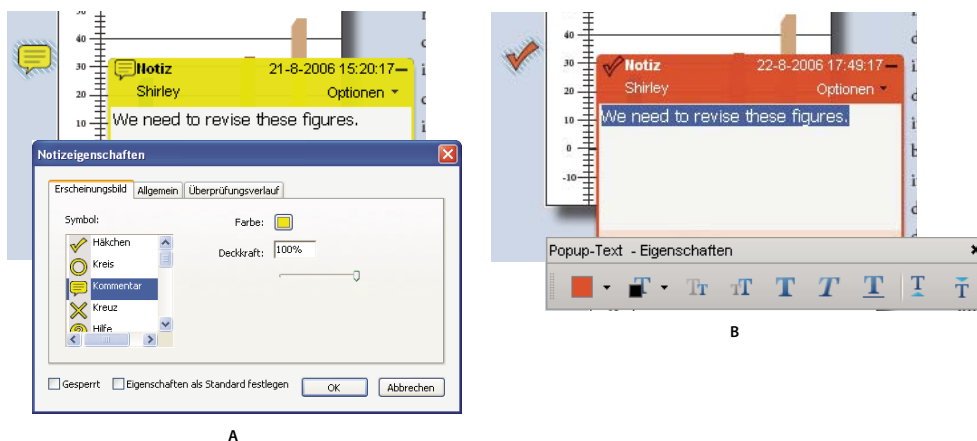 50
40
30
20
10
Notiz 21-8-2006 15:20:17
Shirley Optionen
We need to revise these figures.
Notizeigenschaften
Erscheinungsbild Allgemein Überprüfungsverlauf
Symbol:
Häkchen
Kreis
Kommentar
Kreuz
Hilfe
Farbe:
Deckkraft: 100%
Gesperrt Eigenschaften als Standard festlegen OK Abbrechen
A
40
30
20
10
0
-10
Notiz 22-8-2006 17:49:17
Shirley Optionen
We need to revise these figures.
Popup-Text - Eigenschaften
B